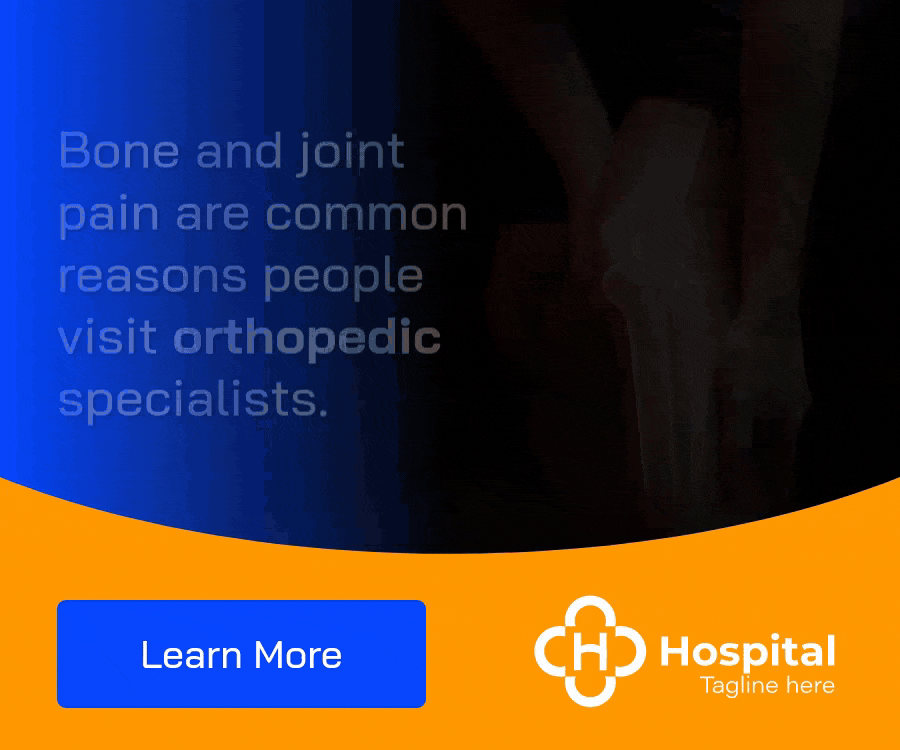 Bone and joint
pain are common
reasons people
visit orthopedic
specialists.
Learn More
H Hospital
Tagline here